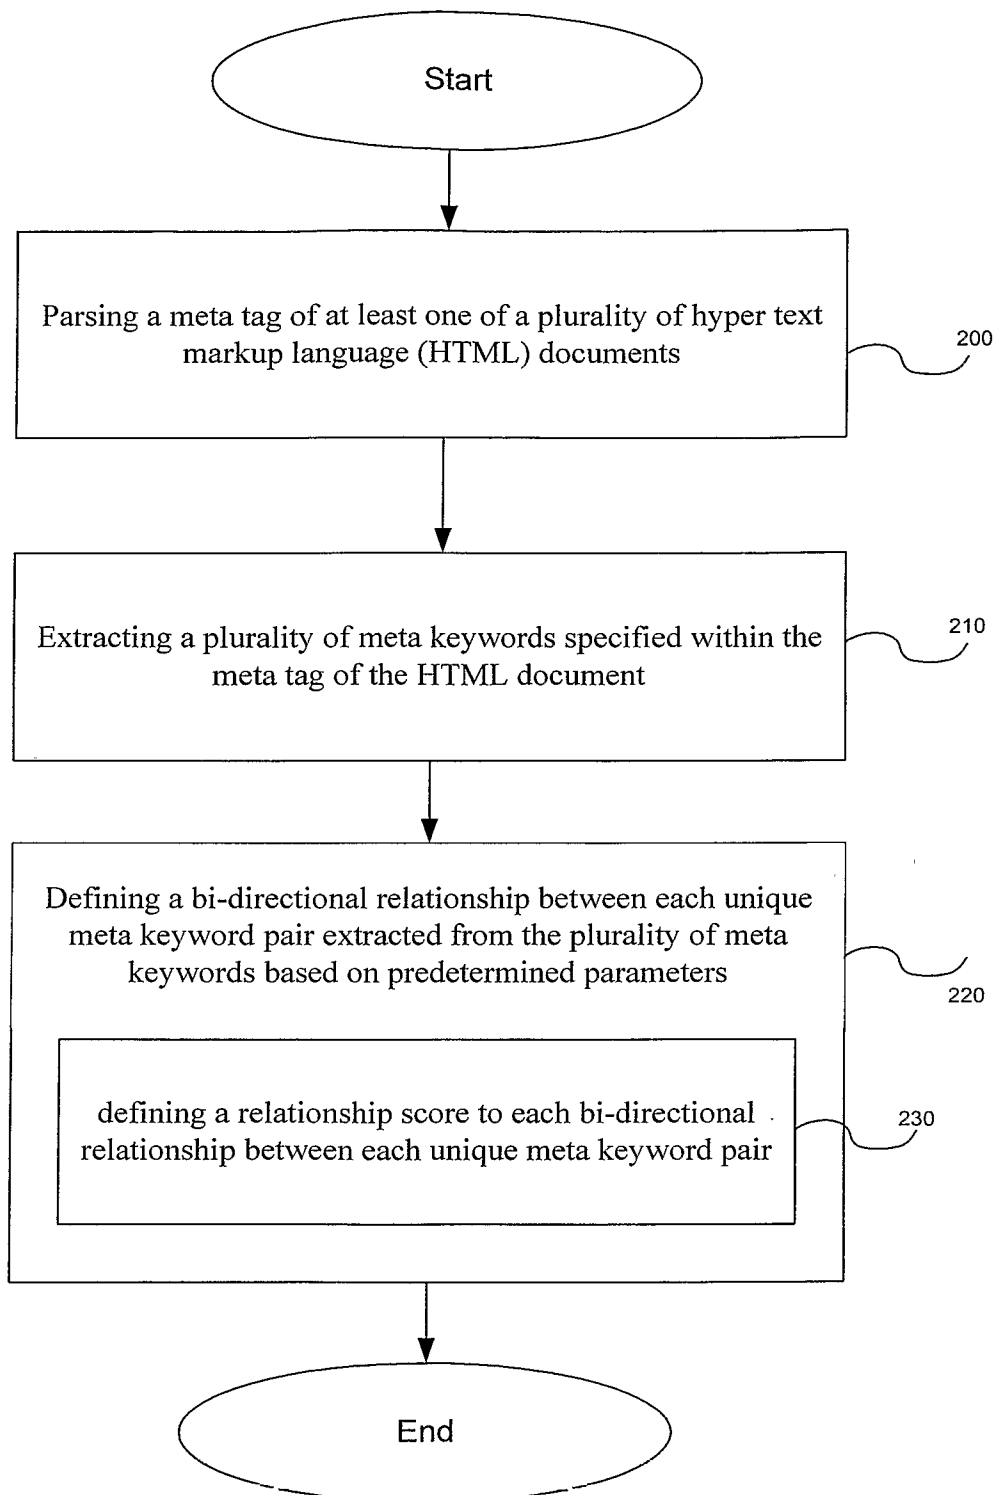 Start
Parsing a meta tag of at least one of a plurality of hyper text
markup language (HTML) documents
200
Extracting a plurality of meta keywords specified within the
meta tag of the HTML document
210
Defining a bi-directional relationship between each unique
meta keyword pair extracted from the plurality of meta
keywords based on predetermined parameters
220
defining a relationship score to each bi-directional
relationship between each unique meta keyword pair
230
End